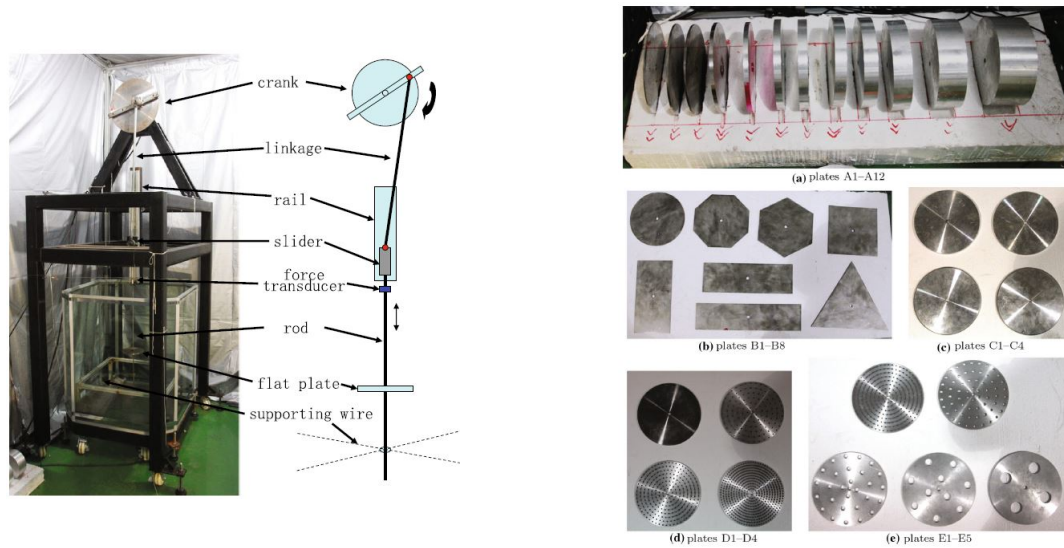 crank
linkage
rail
slider
force
transducer
rod
flat plate
supporting wire
(a) plates A1–A12
(b) plates B1–B8
(c) plates C1–C4
(d) plates D1–D4
(e) plates E1–E5